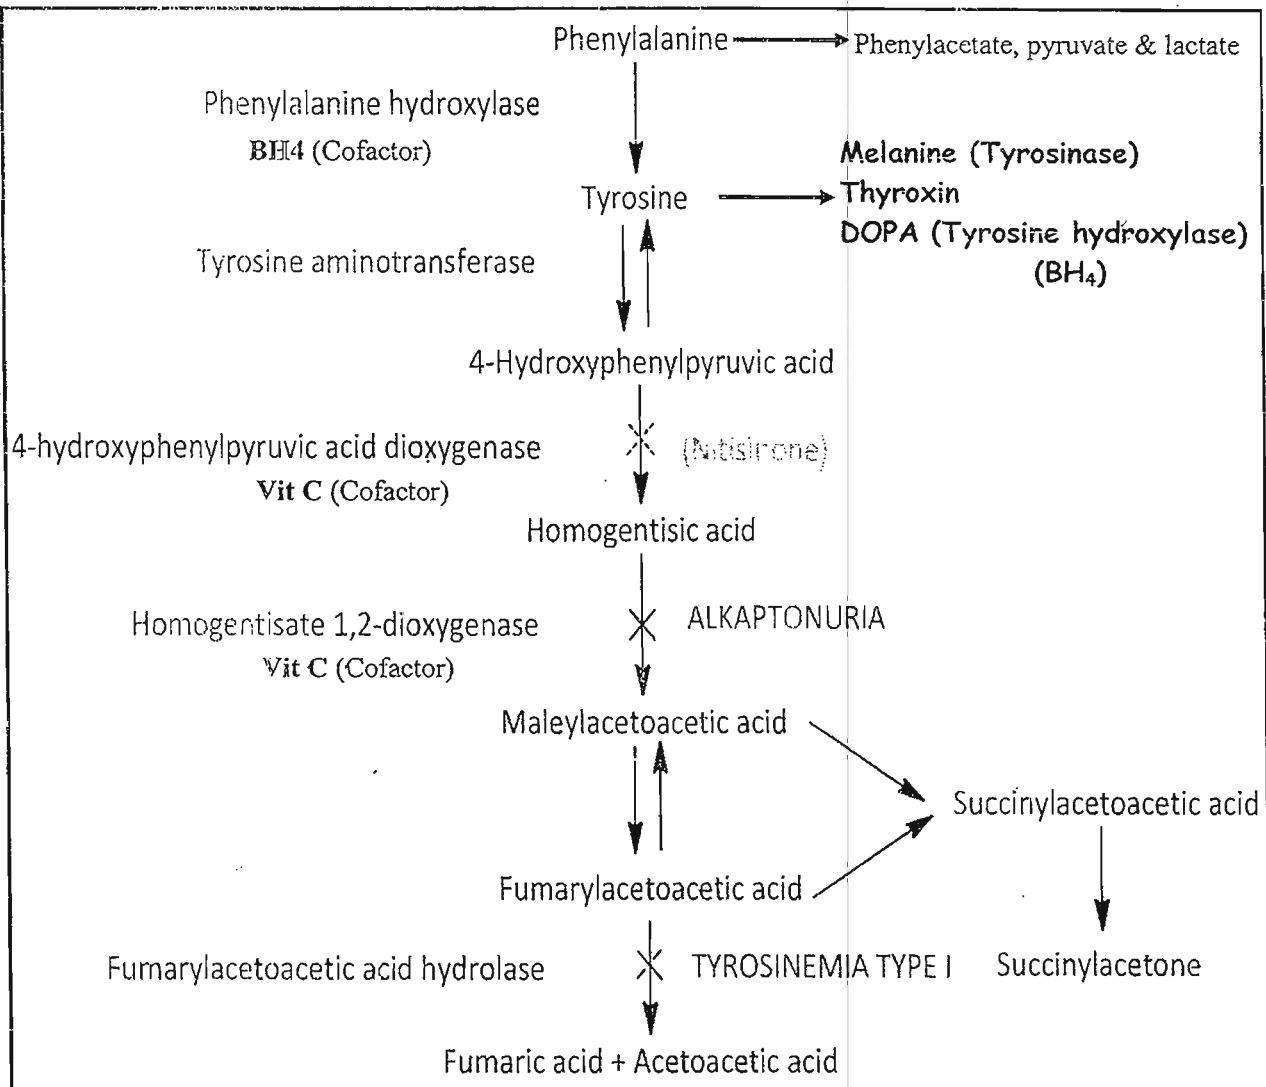 Phenylalanine
Phenylacetate, pyruvate & lactate
Phenylalanine hydroxylase
BH4 (Cofactor)
Melanine (Tyrosinase)
Tyrosine
Thyroxin
DOPA (Tyrosine hydroxylase)
(BH₄)
Tyrosine aminotransferase
4-Hydroxyphenylpyruvic acid
4-hydroxyphenylpyruvic acid dioxygenase
(Nitisinone)
Vit C (Cofactor)
Homogentisic acid
Homogentisate 1,2-dioxygenase
ALKAPTONURIA
Vit C (Cofactor)
Maleylacetoacetic acid
Succinylacetoacetic acid
Fumarylacetoacetic acid
Fumarylacetoacetic acid hydrolase
TYROSINEMIA TYPE I
Succinylacetone
Fumaric acid + Acetoacetic acid